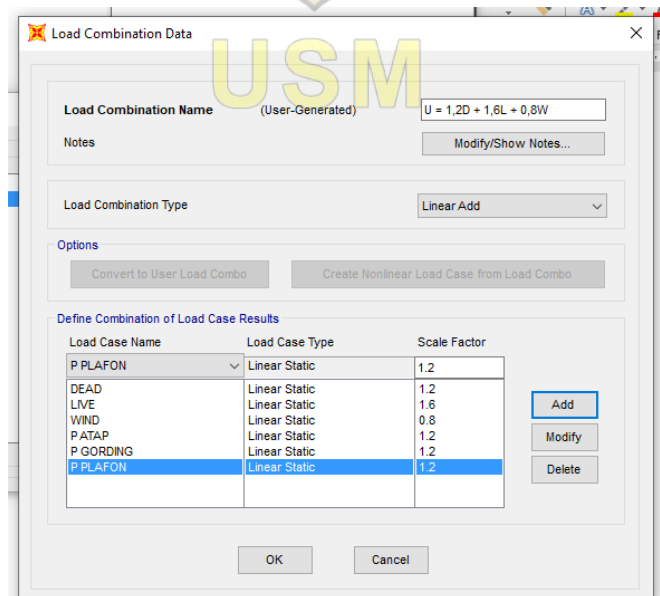 Load Combination Data
USM
Load Combination Name (User-Generated) U = 1,2D + 1,6L + 0,8W
Notes Modify/Show Notes...
Load Combination Type Linear Add
Options
Convert to User Load Combo Create Nonlinear Load Case from Load Combo
Define Combination of Load Case Results
Load Case Name Load Case Type Scale Factor
P PLAFON Linear Static 1.2
DEAD Linear Static 1.2
LIVE Linear Static 1.6
WIND Linear Static 0.8
P ATAP Linear Static 1.2
P GORDING Linear Static 1.2
P PLAFON Linear Static 1.2
Add
Modify
Delete
OK Cancel